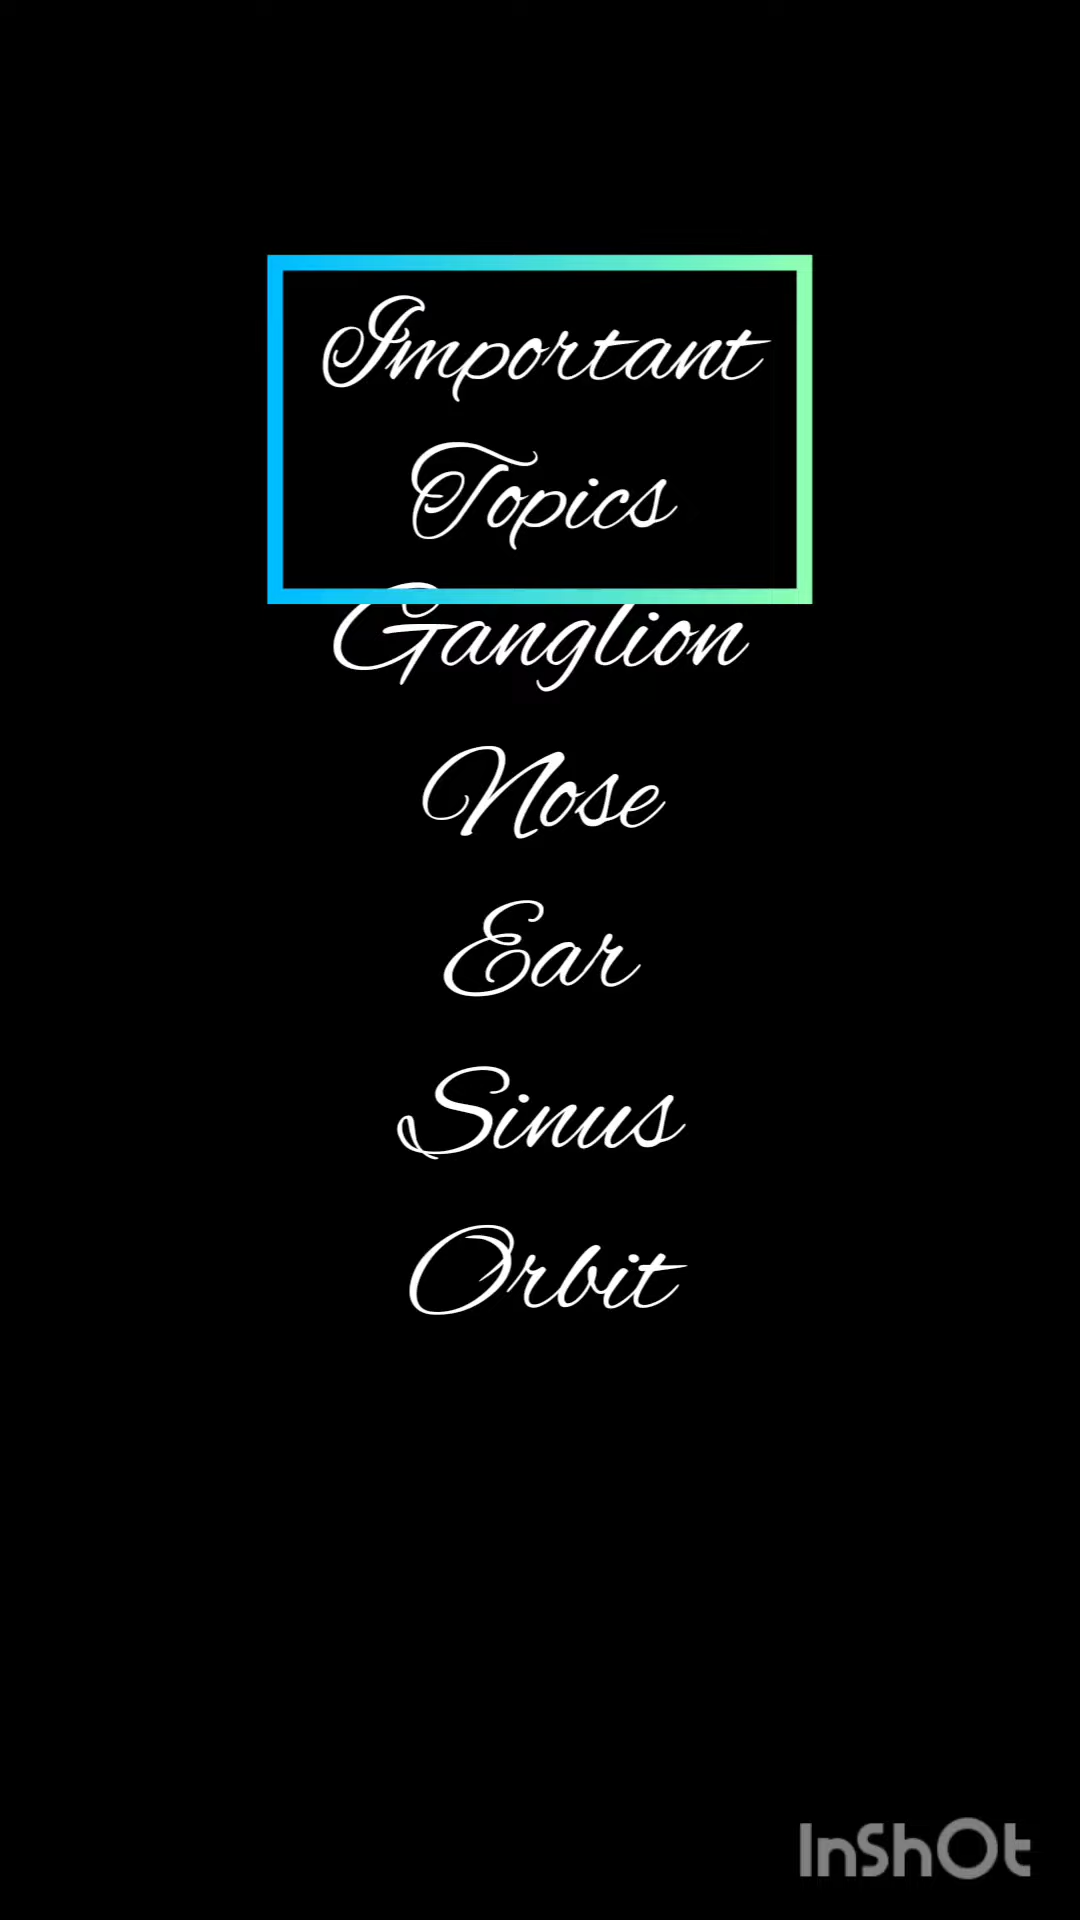 Important
Topics
Ganglion
Nose
Ear
Sinus
Orbit
InShOt